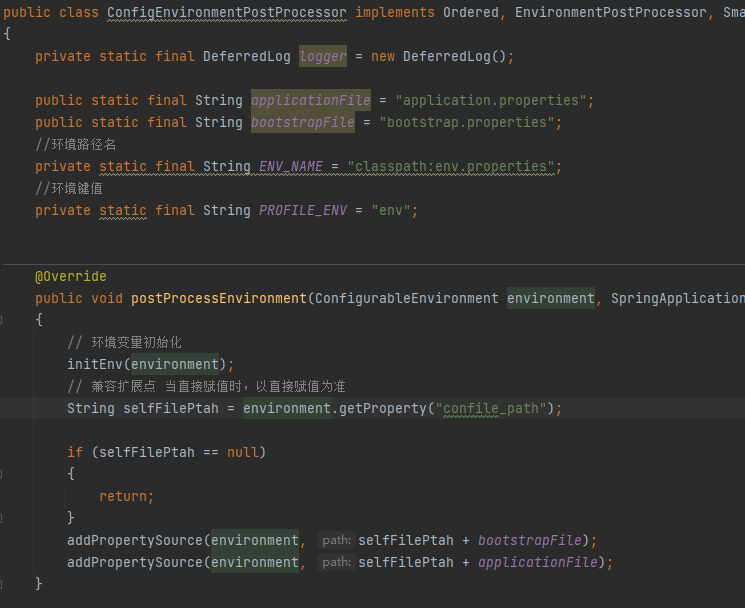 public class ConfigEnvironmentPostProcessor implements Ordered, EnvironmentPostProcessor, Sma
{
private static final DeferredLog logger = new DeferredLog();
public static final String applicationFile = "application.properties";
public static final String bootstrapFile = "bootstrap.properties";
//环境路径名
private static final String ENV_NAME = "classpath:env.properties";
//环境键值
private static final String PROFILE_ENV = "env";
@Override
public void postProcessEnvironment(ConfigurableEnvironment environment, SpringApplication
{
// 环境变量初始化
initEnv(environment);
// 兼容扩展点 当直接赋值时，以直接赋值为准
String selfFilePtah = environment.getProperty("confile_path");
if (selfFilePtah == null)
{
return;
}
addPropertySource(environment, path: selfFilePtah + bootstrapFile);
addPropertySource(environment, path: selfFilePtah + applicationFile);
}